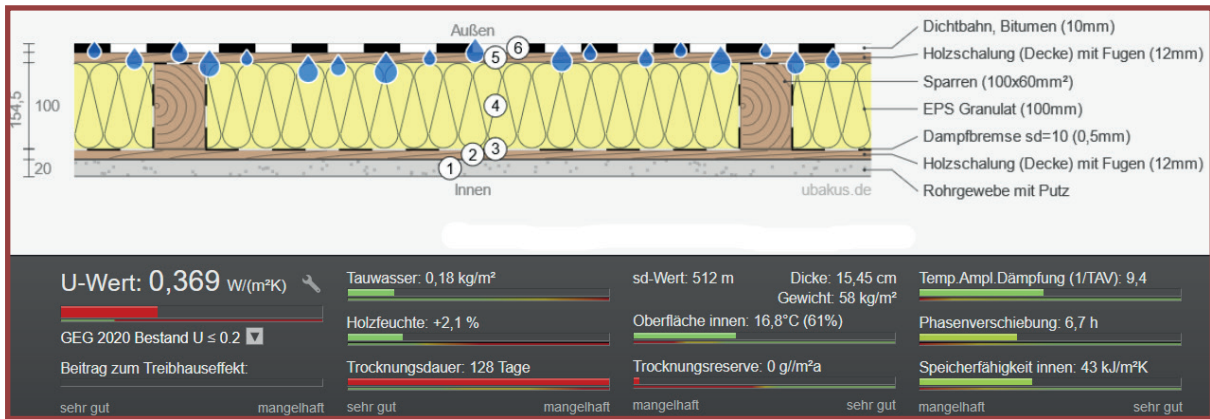 Außen
6
5
4
3
2
1
154,5
100
20
Innen
ubakus.de
Dichtbahn, Bitumen (10mm)
Holzschalung (Decke) mit Fugen (12mm)
Sparren (100x60mm²)
EPS Granulat (100mm)
Dampfbremse sd=10 (0,5mm)
Holzschalung (Decke) mit Fugen (12mm)
Rohrgewebe mit Putz
U-Wert: 0,369 W/(m²K)
GEG 2020 Bestand U ≤ 0.2
Beitrag zum Treibhauseffekt:
sehr gut mangelhaft
Tauwasser: 0,18 kg/m²
Holzfeuchte: +2,1 %
Trocknungsdauer: 128 Tage
sehr gut mangelhaft
sd-Wert: 512 m Dicke: 15,45 cm
Gewicht: 58 kg/m²
Oberfläche innen: 16,8°C (61%)
Trocknungsreserve: 0 g//m²a
mangelhaft sehr gut
Temp.Ampl.Dämpfung (1/TAV): 9,4
Phasenverschiebung: 6,7 h
Speicherfähigkeit innen: 43 kJ/m²K
mangelhaft sehr gut